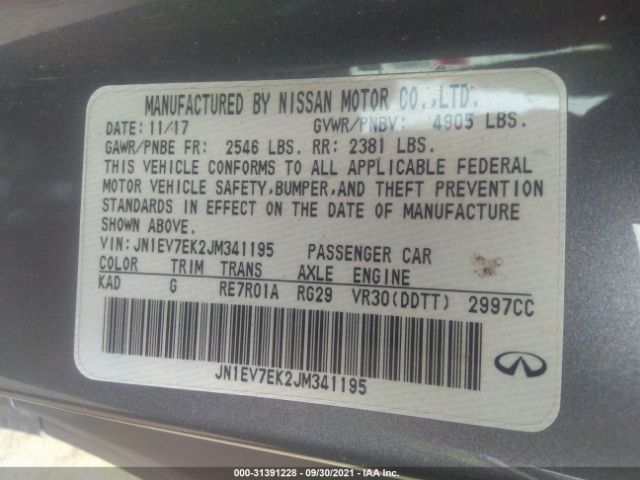 MANUFACTURED BY NISSAN MOTOR CO.,LTD.
DATE: 11/17 GVWR/PNBV: 4905 LBS.
GAWR/PNBE FR: 2546 LBS. RR: 2381 LBS.
THIS VEHICLE CONFORMS TO ALL APPLICABLE FEDERAL
MOTOR VEHICLE SAFETY,BUMPER,AND THEFT PREVENTION
STANDARDS IN EFFECT ON THE DATE OF MANUFACTURE
SHOWN ABOVE.
VIN: JN1EV7EK2JM341195 PASSENGER CAR
COLOR TRIM TRANS AXLE ENGINE
KAD G RE7R01A RG29 VR30(DDTT) 2997CC
JN1EV7EK2JM341195
INFINITI
000-31391228 - 09/30/2021 - IAA Inc.